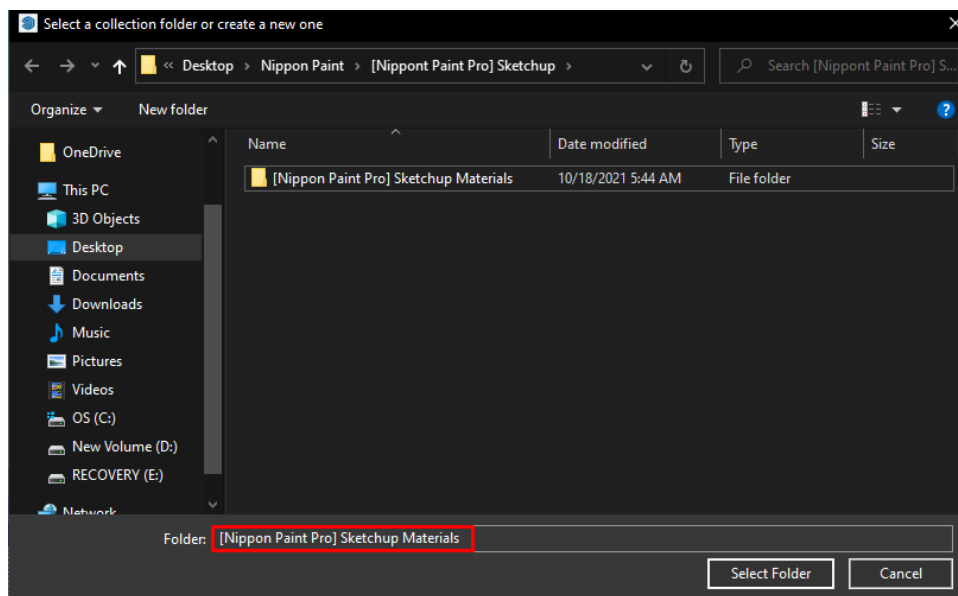 Select a collection folder or create a new one
« Desktop › Nippon Paint › [Nippont Paint Pro] Sketchup ›
Search [Nippont Paint Pro] S...
Organize
New folder
Name
Date modified
Type
Size
[Nippon Paint Pro] Sketchup Materials
10/18/2021 5:44 AM
File folder
OneDrive
This PC
3D Objects
Desktop
Documents
Downloads
Music
Pictures
Videos
OS (C:)
New Volume (D:)
RECOVERY (E:)
Network
Folder: [Nippon Paint Pro] Sketchup Materials
Select Folder
Cancel